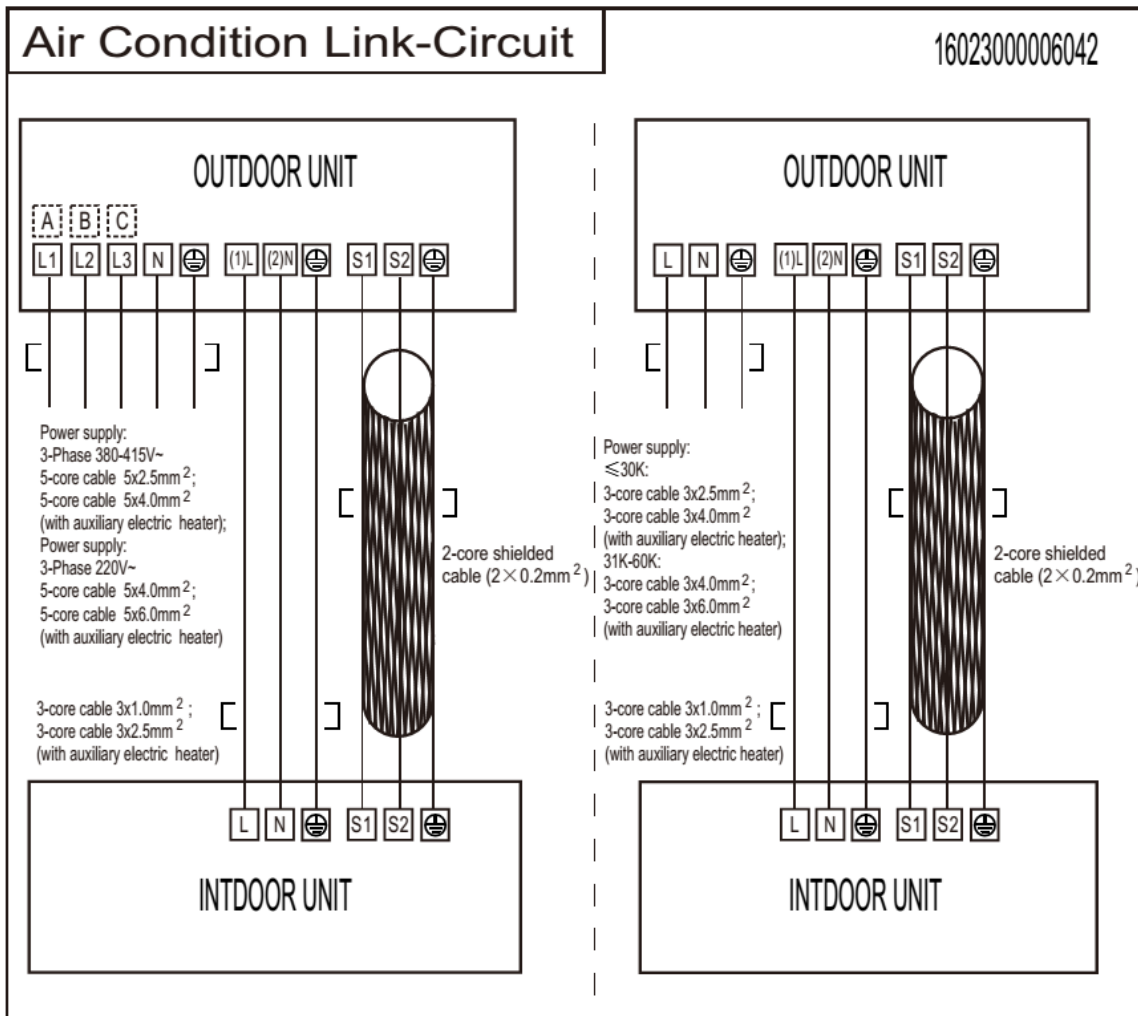 Air Condition Link-Circuit
16023000006042
OUTDOOR UNIT
A B C
L1 L2 L3 N (1)L (2)N S1 S2
Power supply:
3-Phase 380-415V~
5-core cable 5x2.5mm²;
5-core cable 5x4.0mm²
(with auxiliary electric heater);
Power supply:
3-Phase 220V~
5-core cable 5x4.0mm²;
5-core cable 5x6.0mm²
(with auxiliary electric heater)
2-core shielded
cable (2×0.2mm²)
3-core cable 3x1.0mm²;
3-core cable 3x2.5mm²
(with auxiliary electric heater)
L N S1 S2
INTDOOR UNIT
OUTDOOR UNIT
L N (1)L (2)N S1 S2
Power supply:
≤30K:
3-core cable 3x2.5mm²;
3-core cable 3x4.0mm²
(with auxiliary electric heater);
31K-60K:
3-core cable 3x4.0mm²;
3-core cable 3x6.0mm²
(with auxiliary electric heater)
2-core shielded
cable (2×0.2mm²)
3-core cable 3x1.0mm²;
3-core cable 3x2.5mm²
(with auxiliary electric heater)
L N S1 S2
INTDOOR UNIT